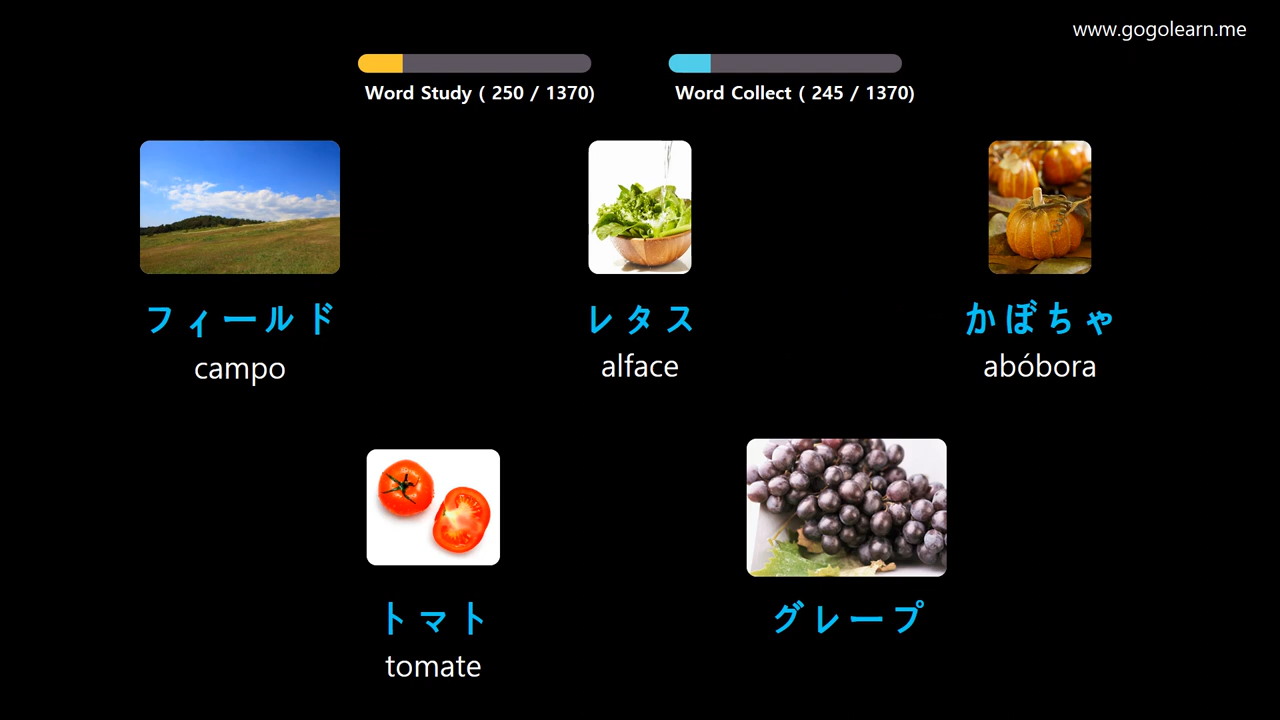 www.gogolearn.me
Word Study ( 250 / 1370)
Word Collect ( 245 / 1370)
フィールド
campo
レタス
alface
かぼちゃ
abóbora
トマト
tomate
グレープ